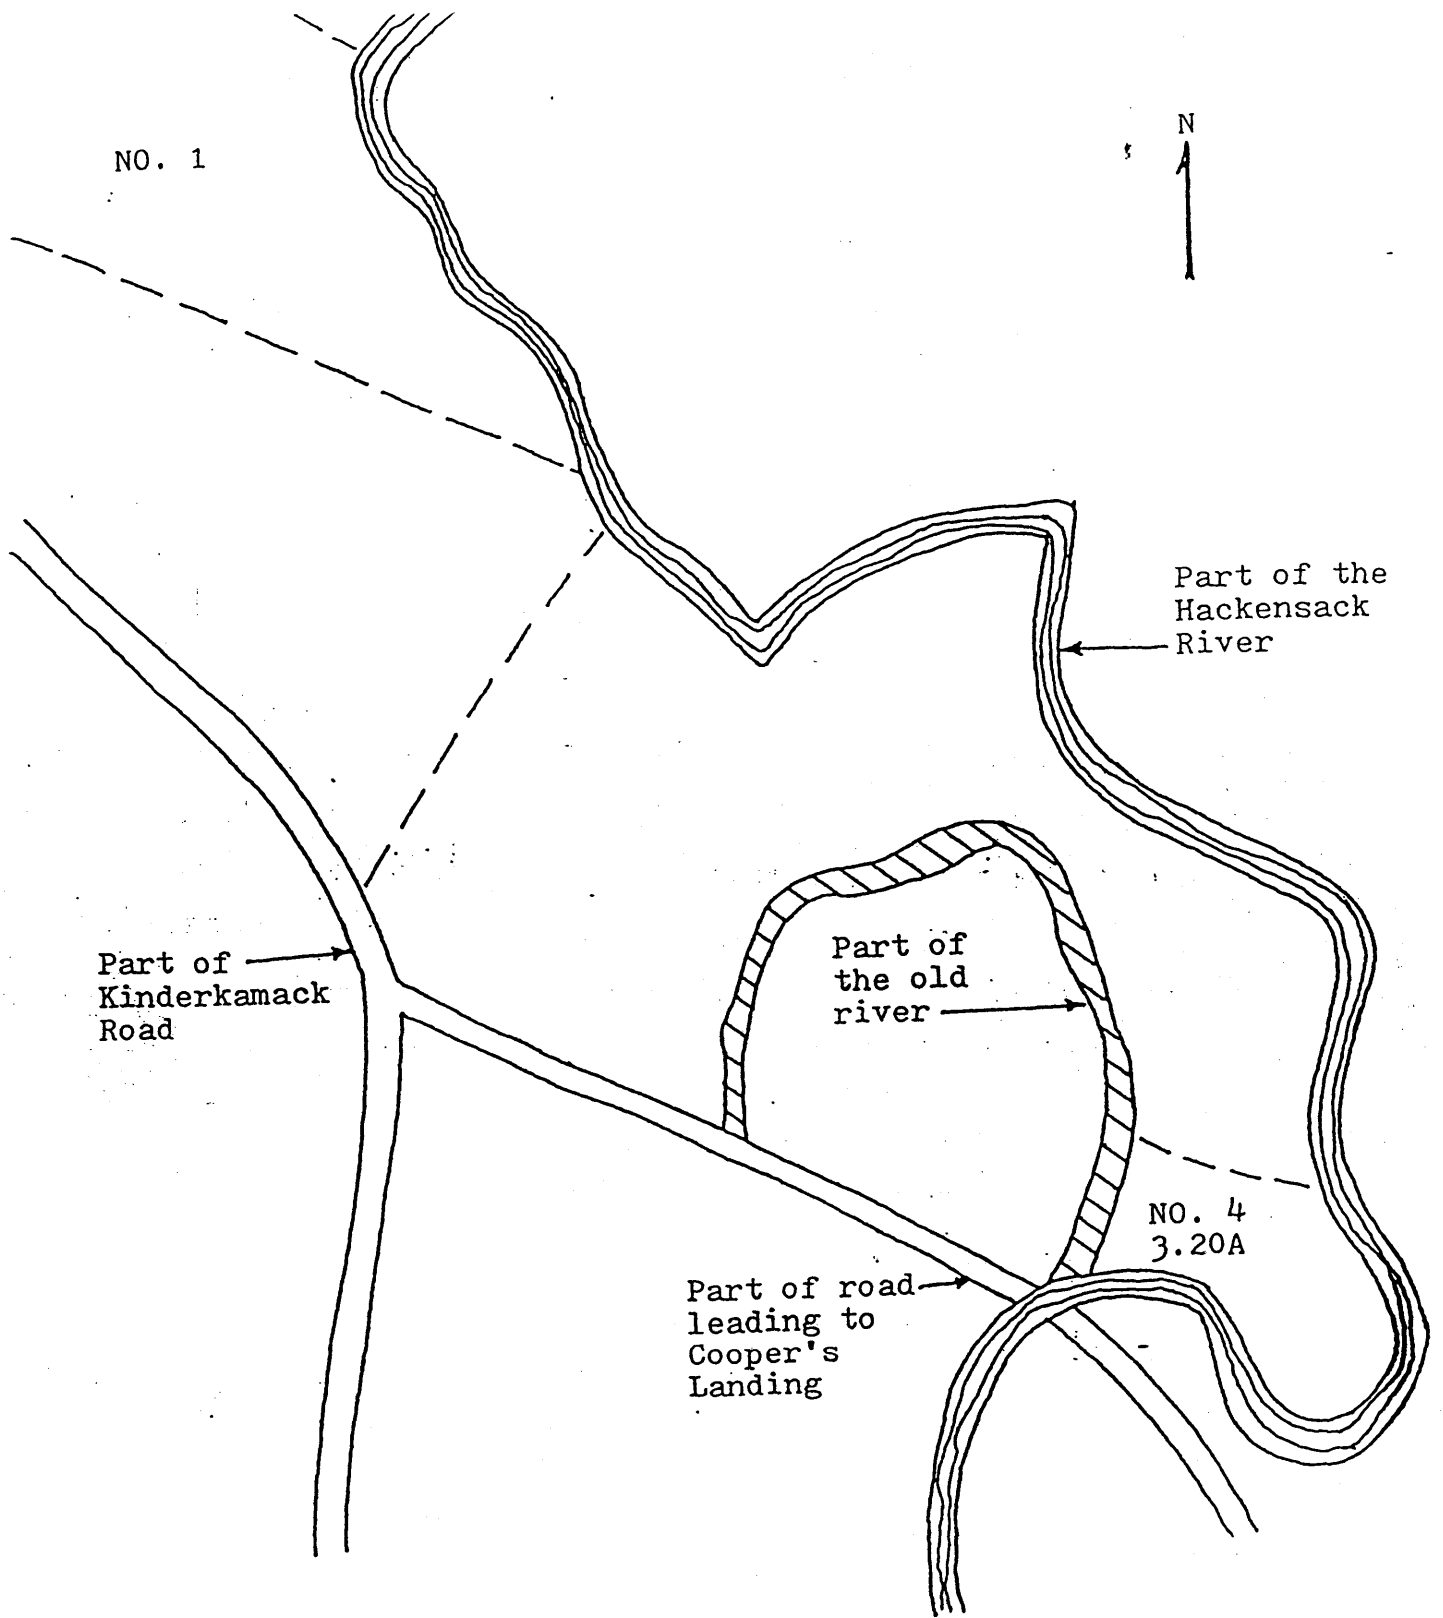 N
NO. 1
Part of the
Hackensack
River
Part of
Kinderkamack
Road
Part of
the old
river
NO. 4
3.20A
Part of road
leading to
Cooper's
Landing